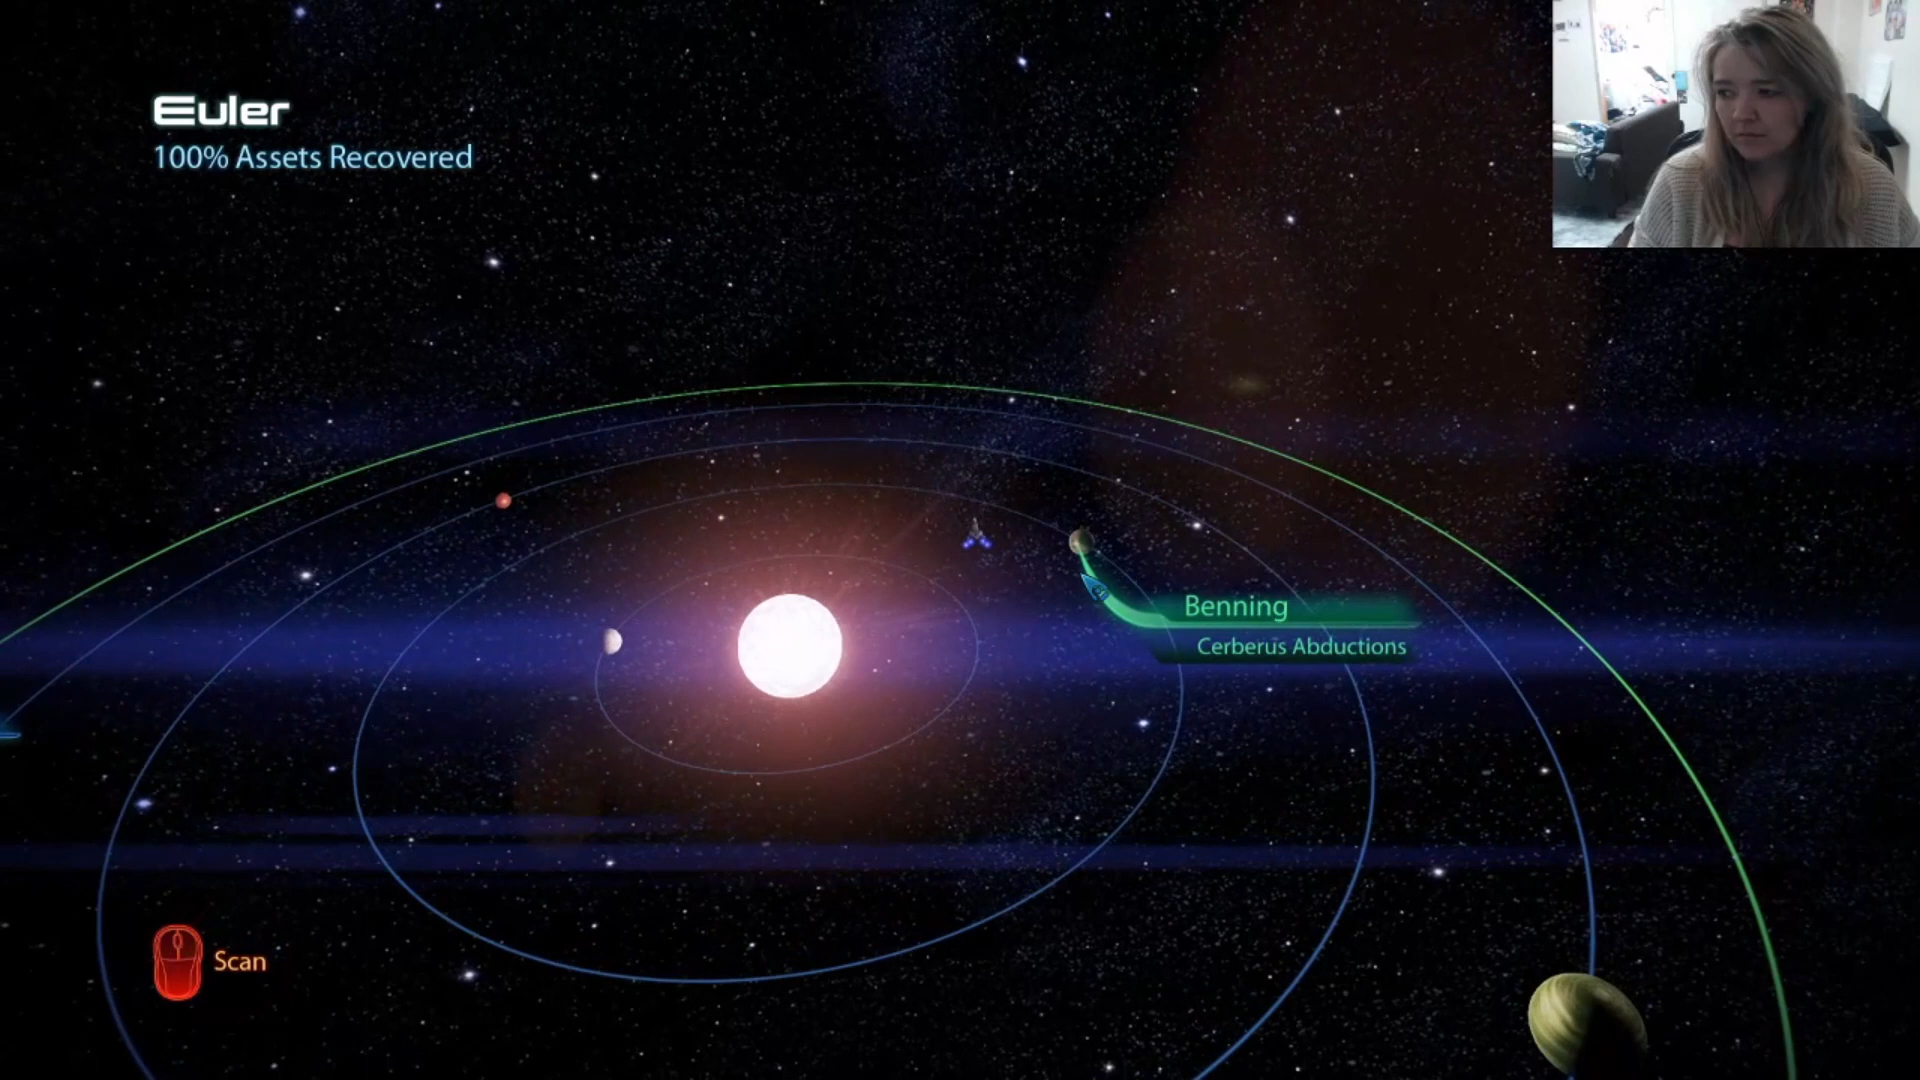 Euler
100% Assets Recovered
Benning
Cerberus Abductions
Scan